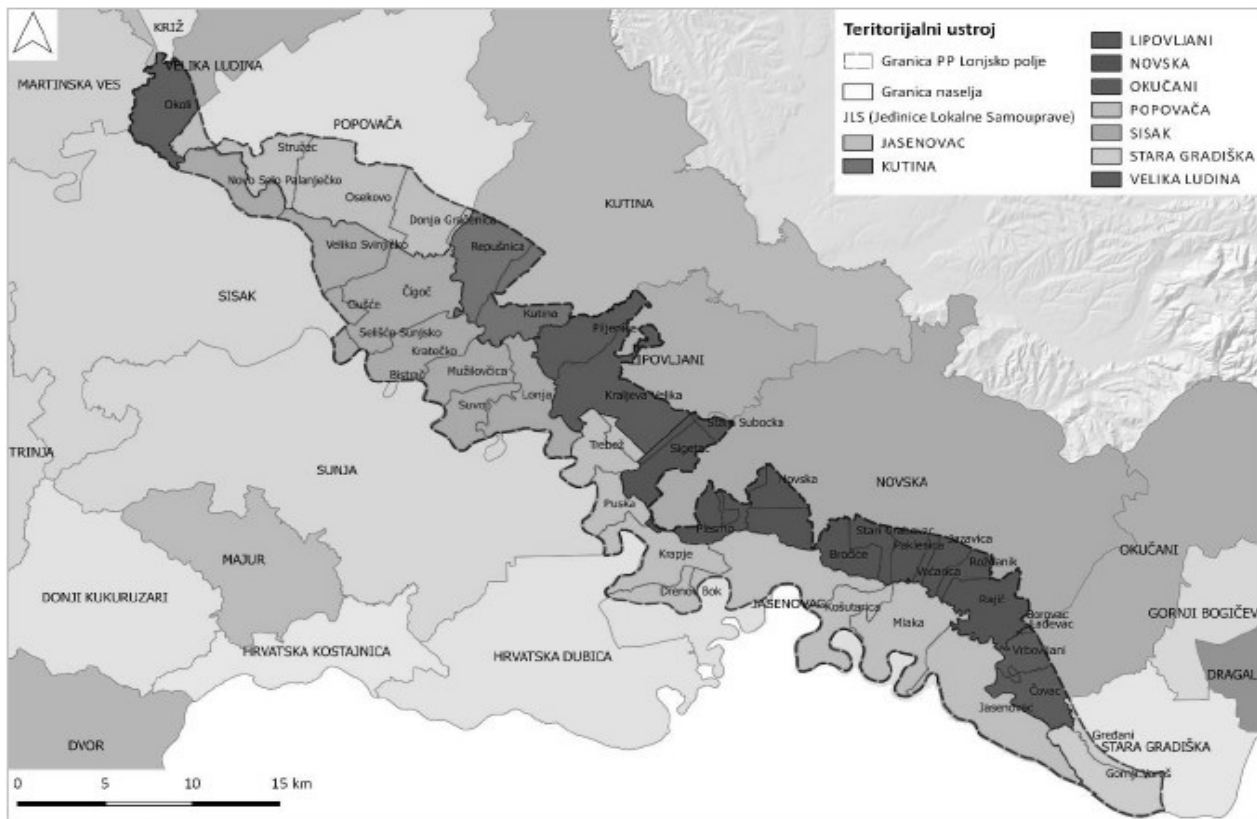 Teritorijalni ustroj
Granica PP Lonjsko polje
Granica naselja
JLS (Jedinice Lokalne Samouprave)
JASENOVAC
KUTINA
LIPOVLJANI
NOVSKA
OKUČANI
POPOVAČA
SISAK
STARA GRADIŠKA
VELIKA LUDINA
KRIŽ
VELIKA LUDINA
MARTINSKA VES
Okoli
POPOVAČA
Stružec
Novo Selo Palanječko
Osekovo
KUTINA
Donja Gračenica
Veliko Svinjičko
Repušnica
SISAK
Čigoč
Gušće
Kutina
Piljenice
Selišće Sunjsko
Kratečko
LIPOVLJANI
Bistrač
Mužilovčica
Suvoj
Lonja
Kraljeva Velika
Stara Subocka
Trebež
Sigetac
TRINJA
SUNJA
Novska
NOVSKA
Puska
Plesmo
Stari Grabovac
Jazavica
Krapje
Bročice
Paklenica
Roždanik
OKUČANI
MAJUR
Voćarica
DONJI KUKURUZARI
Drenov Bok
JASENOVAC
Košutarica
Rajić
Mlaka
Borovac
Lađevac
GORNJI BOGIĆEV
HRVATSKA KOSTAJNICA
HRVATSKA DUBICA
Vrbovljani
DRAGAL
Čovac
Jasenovac
DVOR
Gređani
STARA GRADIŠKA
Gornji Varoš
0 5 10 15 km